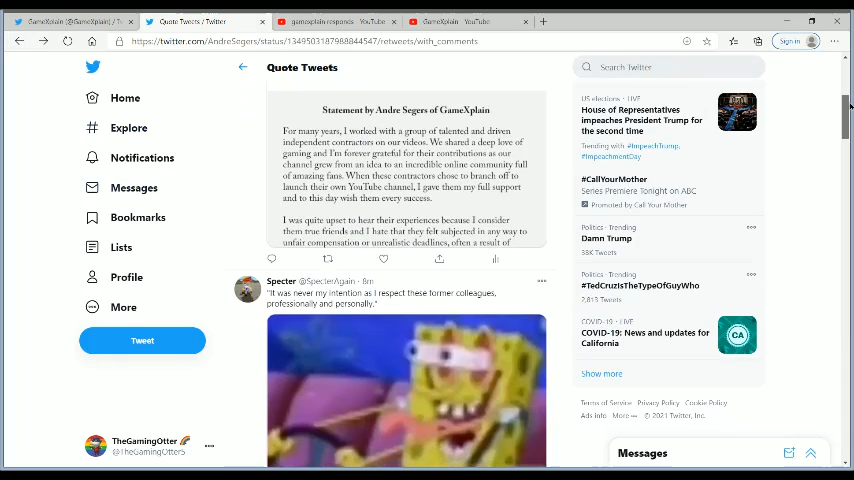 GameXplain (@GameXplain) / T
Quote Tweets / Twitter
gamexplain responds - YouTube
GameXplain - YouTube
https://twitter.com/AndreSegers/status/1349503187988844547/retweets/with_comments
Sign in
Home
Explore
Notifications
Messages
Bookmarks
Lists
Profile
More
Tweet
TheGamingOtter
@TheGamingOtter5
Quote Tweets
Statement by Andre Segers of GameXplain
For many years, I worked with a group of talented and driven
independent contractors on our videos. We shared a deep love of
gaming and I'm forever grateful for their contributions as our
channel grew from an idea to an incredible online community full
of amazing fans. When these contractors chose to branch off to
launch their own YouTube channel, I gave them my full support
and to this day wish them every success.
I was quite upset to hear their experiences because I consider
them true friends and I hate that they felt subjected in any way to
unfair compensation or unrealistic deadlines, often a result of
Specter @SpecterAgain · 8m
"It was never my intention as I respect these former colleagues,
professionally and personally."
Search Twitter
US elections · LIVE
House of Representatives
impeaches President Trump for
the second time
Trending with #ImpeachTrump,
#ImpeachmentDay
#CallYourMother
Series Premiere Tonight on ABC
Promoted by Call Your Mother
Politics · Trending
Damn Trump
38K Tweets
Politics · Trending
#TedCruzIsTheTypeOfGuyWho
2,813 Tweets
COVID-19 · LIVE
COVID-19: News and updates for
California
CA
Show more
Terms of Service Privacy Policy Cookie Policy
Ads info More © 2021 Twitter, Inc.
Messages